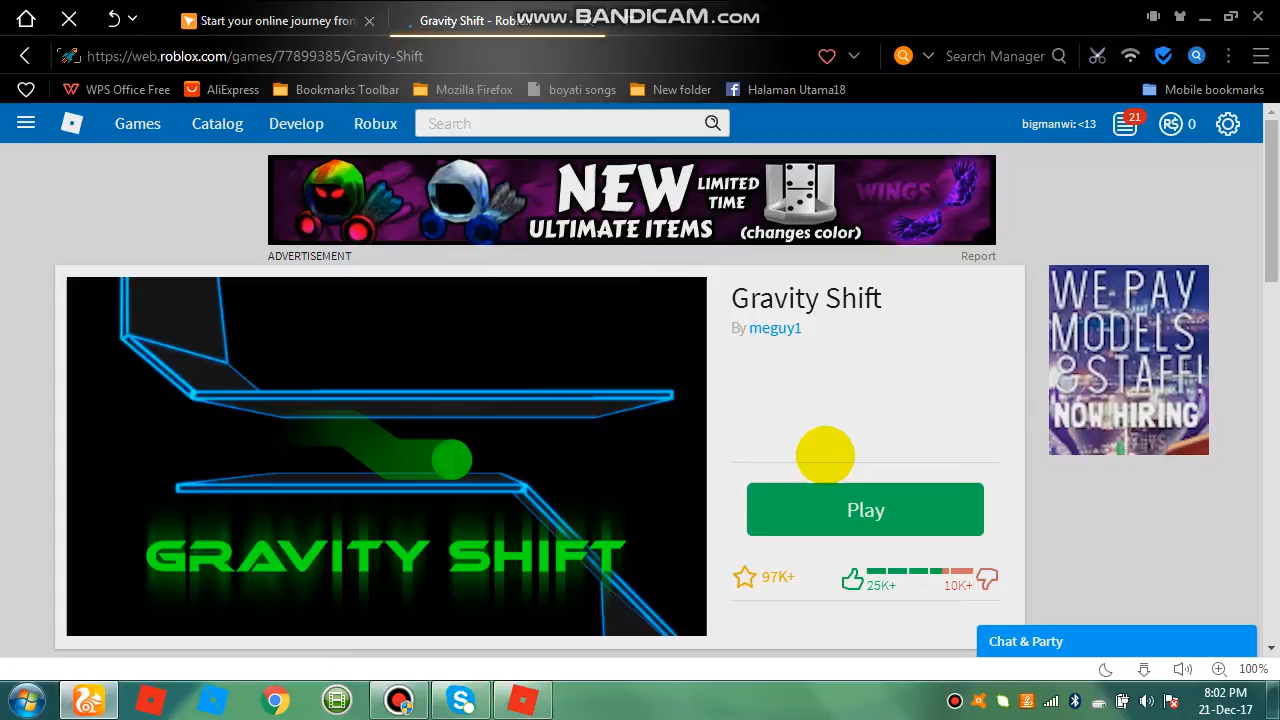 Start your online journey from
Gravity Shift - Rob
www.BANDICAM.com
https://web.roblox.com/games/77899385/Gravity-Shift
Search Manager
WPS Office Free
AliExpress
Bookmarks Toolbar
Mozilla Firefox
boyati songs
New folder
Halaman Utama18
Mobile bookmarks
Games
Catalog
Develop
Robux
Search
bigmanwi: <13
21
R$ 0
NEW
LIMITED
TIME
ULTIMATE ITEMS
WINGS
(changes color)
ADVERTISEMENT
Report
Gravity Shift
By meguy1
WE PAY
MODELS
& STAFF!
NOW HIRING
GRAVITY SHIFT
Play
97K+
25K+
10K+
Chat & Party
100%
8:02 PM
21-Dec-17